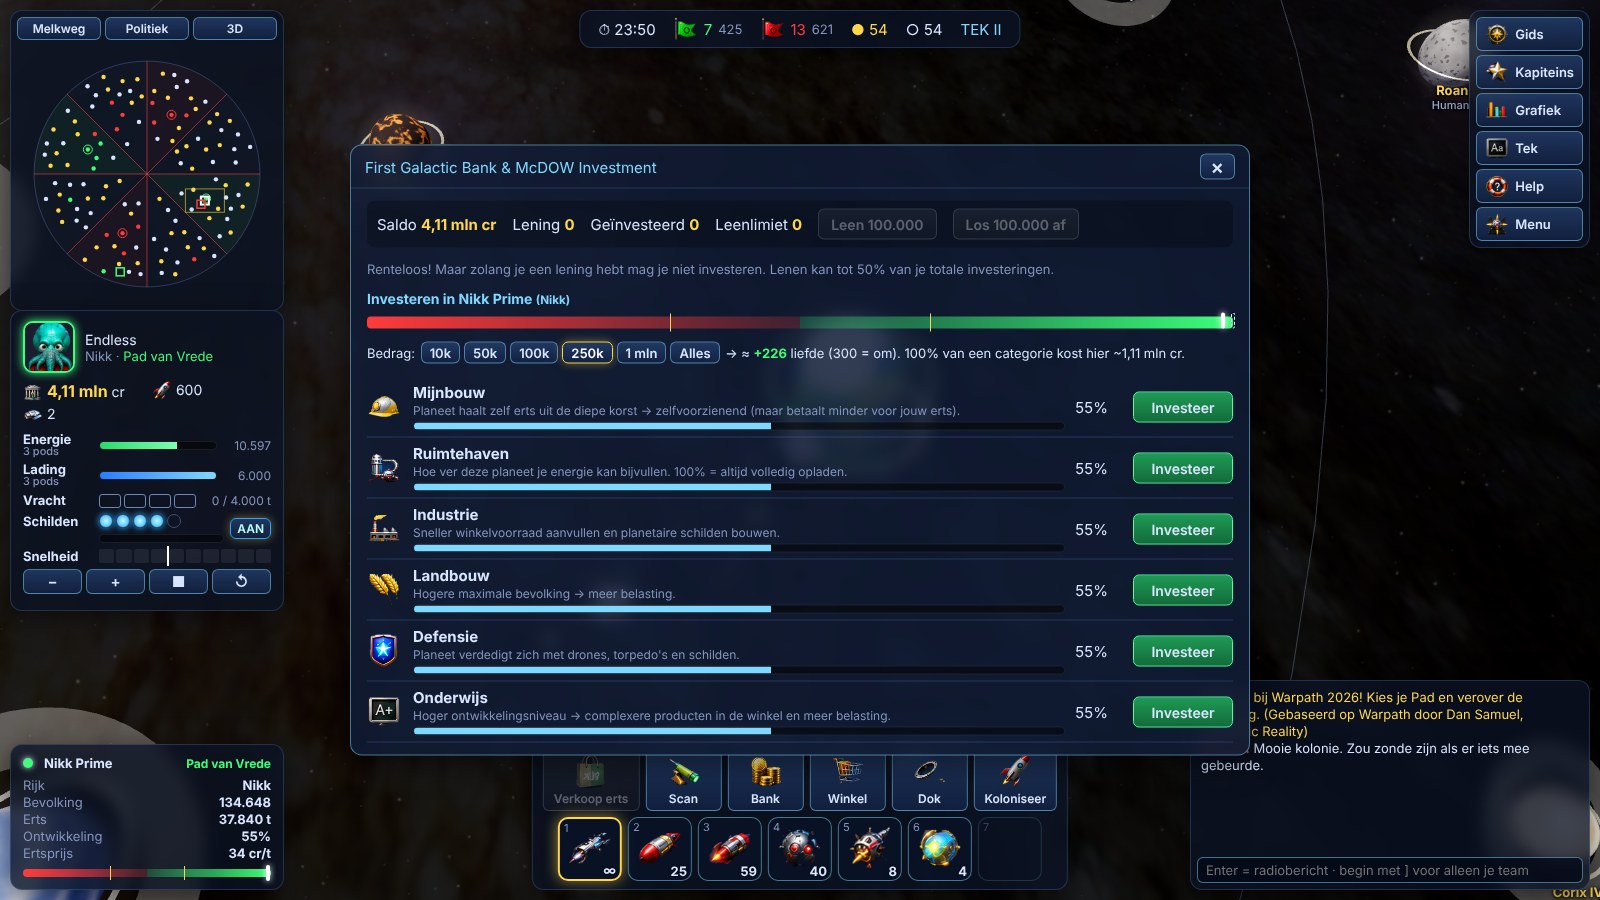 Melkweg
Politiek
3D
23:50
7 425
13 621
54
54
TEK II
Gids
Kapiteins
Grafiek
Tek
Help
Menu
Roan
Human
First Galactic Bank & McDOW Investment
Saldo 4,11 mln cr
Lening 0
Geïnvesteerd 0
Leenlimiet 0
Leen 100.000
Los 100.000 af
Renteloos! Maar zolang je een lening hebt mag je niet investeren. Lenen kan tot 50% van je totale investeringen.
Investeren in Nikk Prime (Nikk)
Bedrag: 10k 50k 100k 250k 1 mln Alles → ≈ +226 liefde (300 = om). 100% van een categorie kost hier ~1,11 mln cr.
Mijnbouw
Planeet haalt zelf erts uit de diepe korst → zelfvoorzienend (maar betaalt minder voor jouw erts).
55%
Investeer
Ruimtehaven
Hoe ver deze planeet je energie kan bijvullen. 100% = altijd volledig opladen.
55%
Investeer
Industrie
Sneller winkelvoorraad aanvullen en planetaire schilden bouwen.
55%
Investeer
Landbouw
Hogere maximale bevolking → meer belasting.
55%
Investeer
Defensie
Planeet verdedigt zich met drones, torpedo's en schilden.
55%
Investeer
A+
Onderwijs
Hoger ontwikkelingsniveau → complexere producten in de winkel en meer belasting.
55%
Investeer
Endless
Nikk · Pad van Vrede
4,11 mln cr
600
2
Energie
3 pods
10.597
Lading
3 pods
6.000
Vracht
0 / 4.000 t
Schilden
AAN
Snelheid
− +
Nikk Prime
Pad van Vrede
Rijk Nikk
Bevolking 134.648
Erts 37.840 t
Ontwikkeling 55%
Ertsprijs 34 cr/t
Verkoop erts
Scan
Bank
Winkel
Dok
Koloniseer
1 ∞
2 25
3 59
4 40
5 8
6 4
7
bij Warpath 2026! Kies je Pad en verover de
g. (Gebaseerd op Warpath door Dan Samuel,
c Reality)
Mooie kolonie. Zou zonde zijn als er iets mee
gebeurde.
Enter = radiobericht · begin met ] voor alleen je team
Corix IV